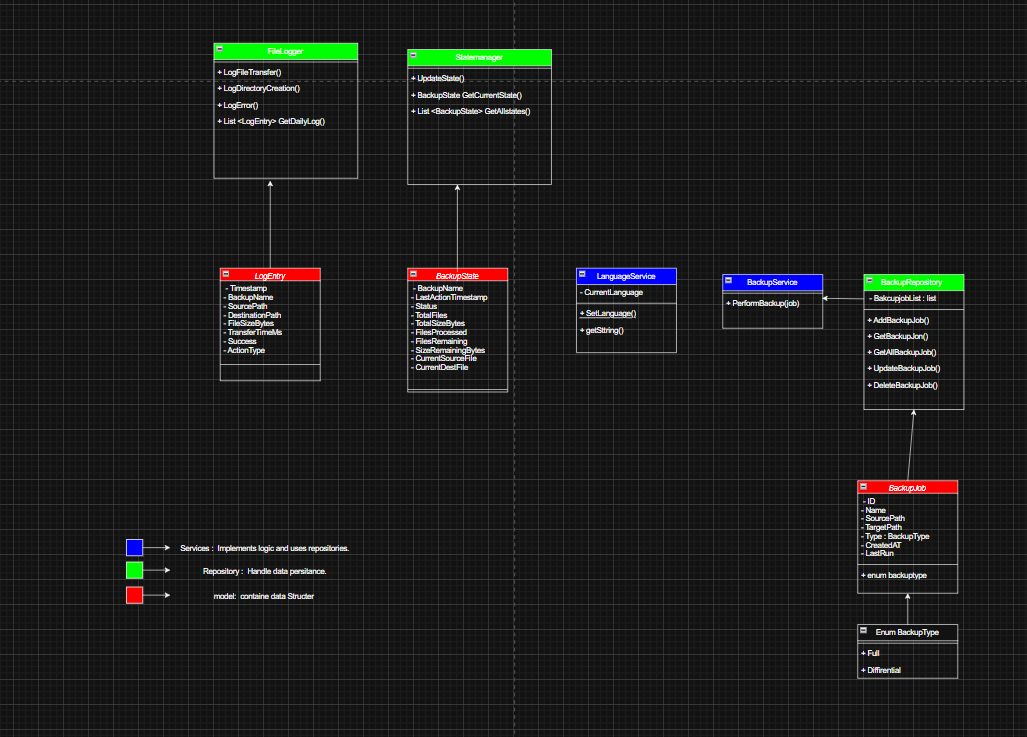 FileLogger
+ LogFileTransfer()
+ LogDirectoryCreation()
+ LogError()
+ List <LogEntry> GetDailyLog()
Statemanager
+ UpdateState()
+ BackupState GetCurrentState()
+ List <BackupState> GetAllstates()
LogEntry
- Timestamp
- BackupName
- SourcePath
- DestinationPath
- FileSizeBytes
- TransferTimeMs
- Success
- ActionType
BackupState
- BackupName
- LastActionTimestamp
- Status
- TotalFiles
- TotalSizeBytes
- FilesProcessed
- FilesRemaining
- SizeRemainingBytes
- CurrentSourceFile
- CurrentDestFile
LanguageService
- CurrentLanguage
+ SetLanguage()
+ getSttring()
BackupService
+ PerformBackup(job)
BackupRepository
- BakcupjobList : list
+ AddBackupJob()
+ GetBackupJon()
+ GetAllBackupJob()
+ UpdateBackupJob()
+ DeleteBackupJob()
BackupJob
- ID
- Name
- SourcePath
- TargetPath
- Type : BackupType
- CreatedAT
- LastRun
+ enum backuptype
Enum BackupType
+ Full
+ Diffirential
Services : Implements logic and uses repositories.
Repository : Handle data persitance.
model: containe data Structer